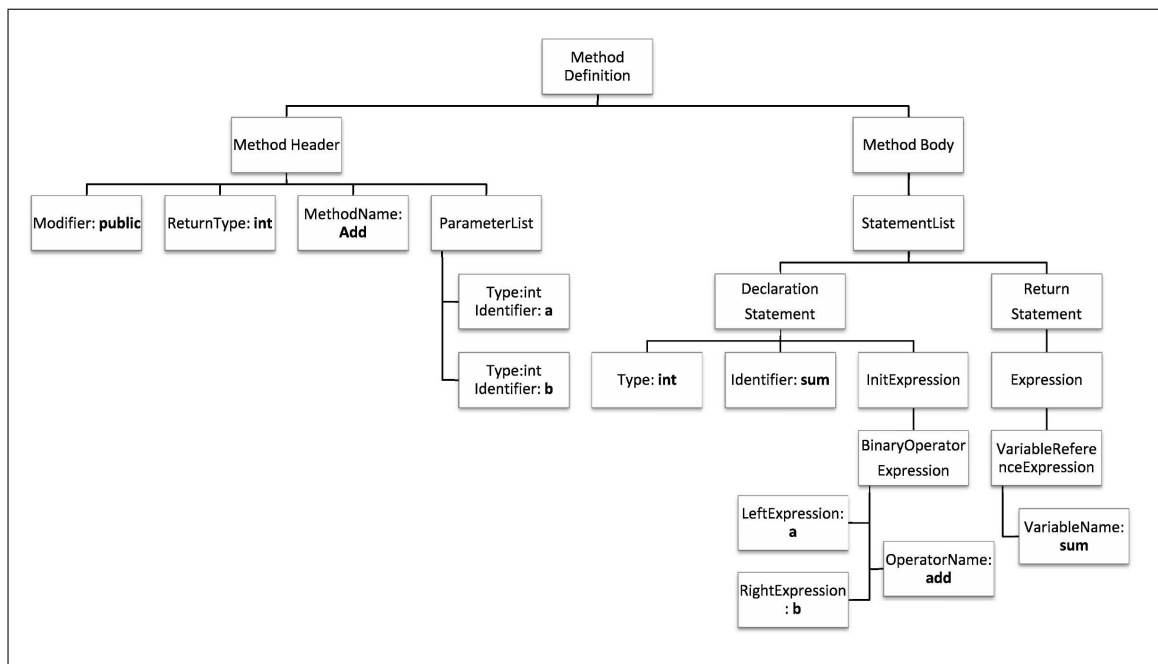 Method
Definition
Method Header
Method Body
Modifier: public
ReturnType: int
MethodName:
Add
ParameterList
StatementList
Type:int
Identifier: a
Type:int
Identifier: b
Declaration
Statement
Return
Statement
Type: int
Identifier: sum
InitExpression
Expression
BinaryOperator
Expression
VariableRefere
nceExpression
LeftExpression:
a
OperatorName:
add
RightExpression
: b
VariableName:
sum